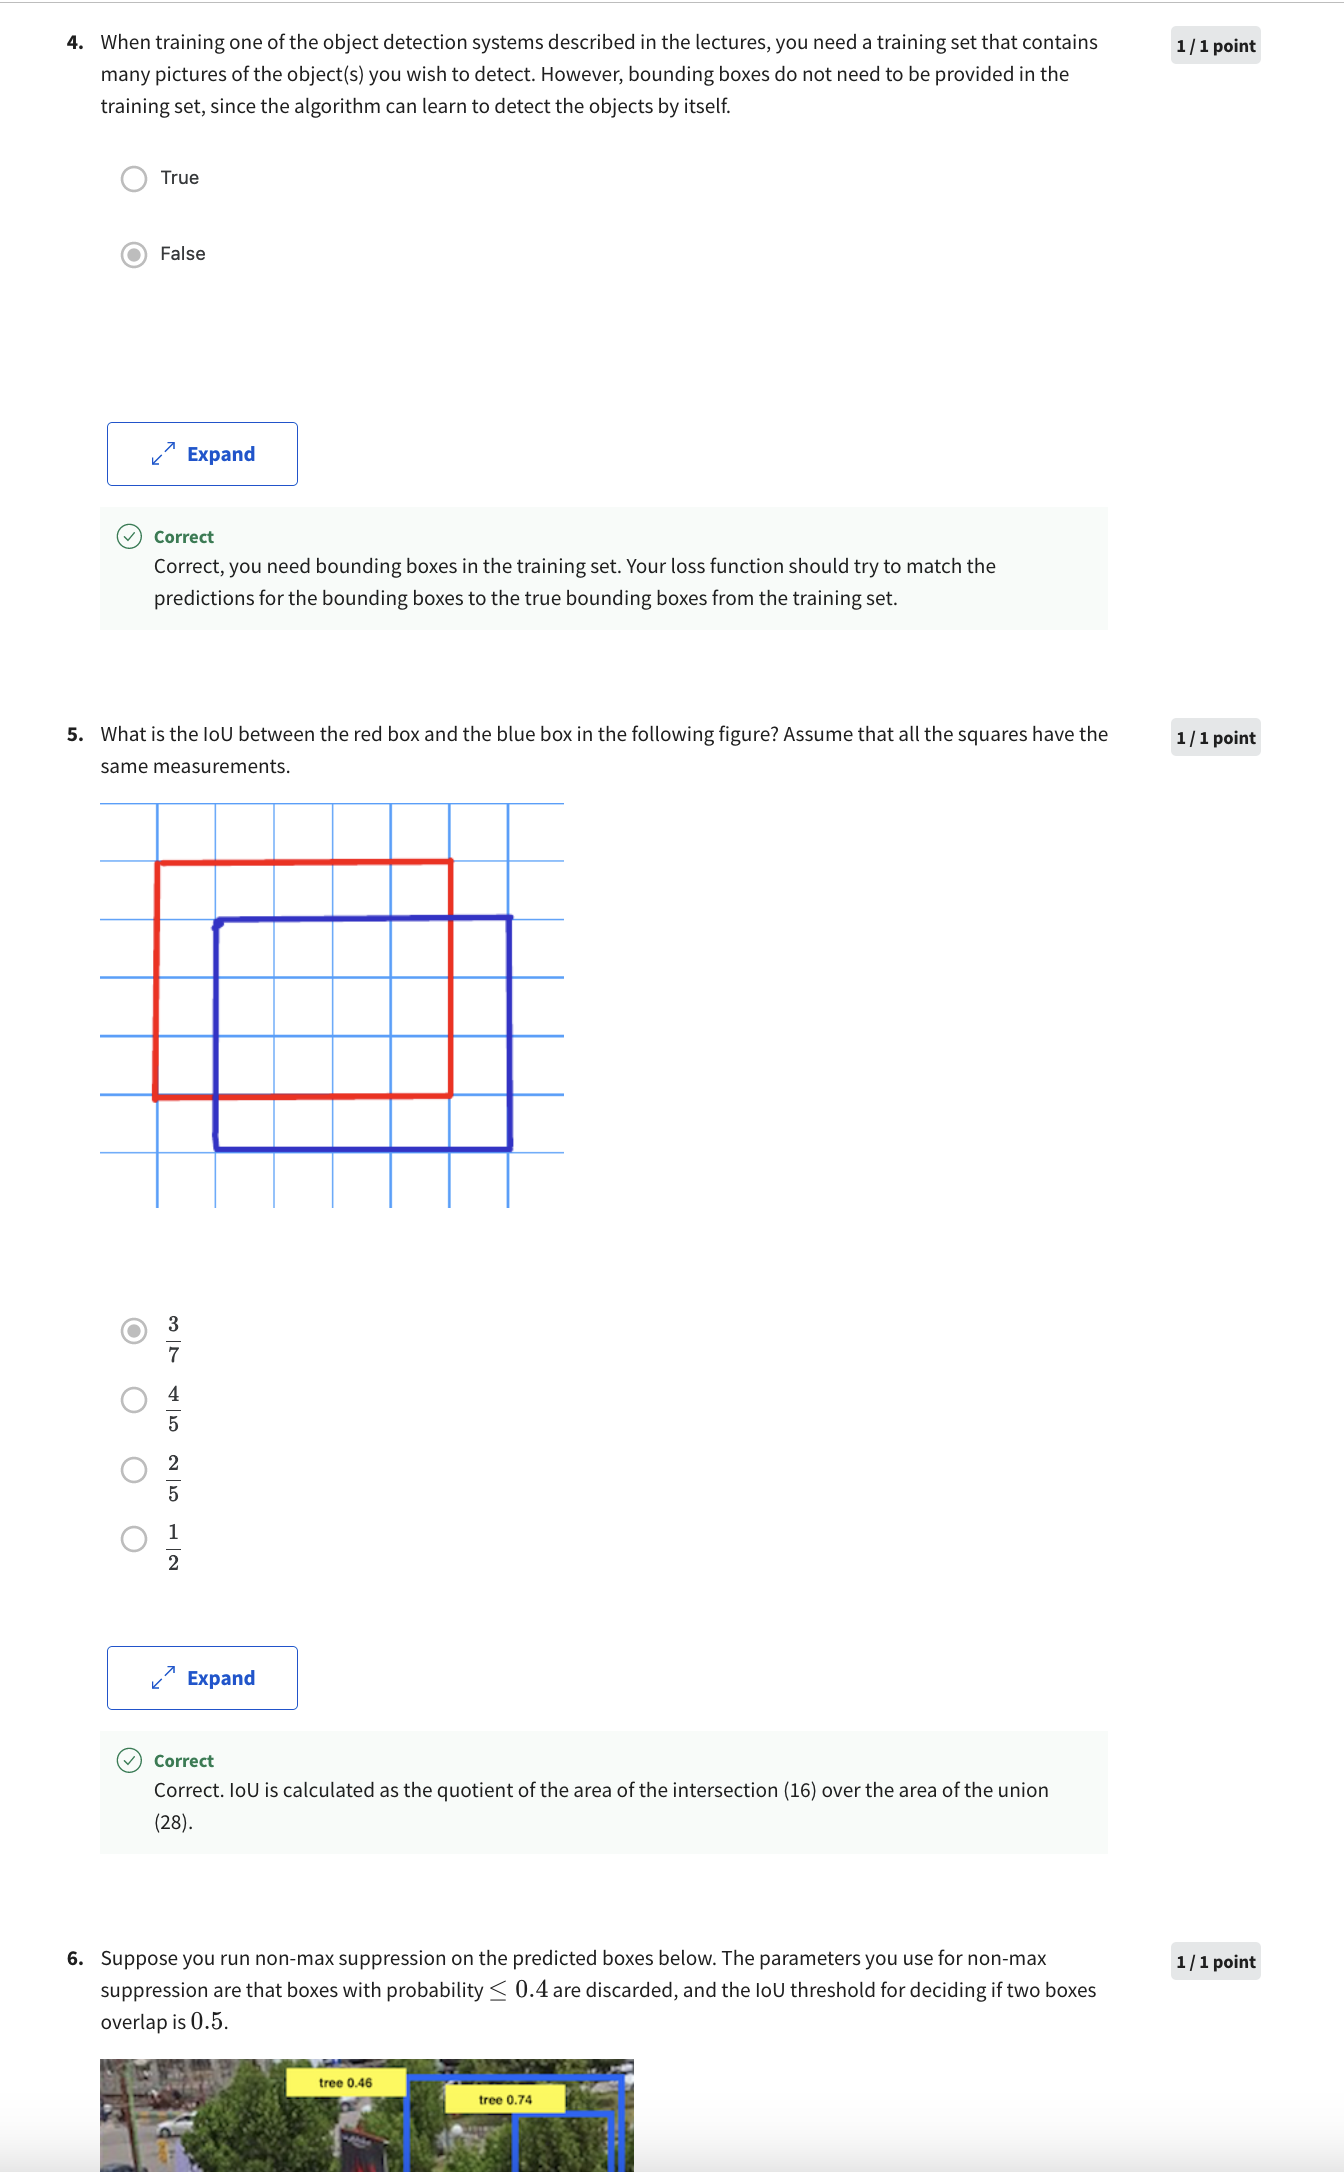 4. When training one of the object detection systems described in the lectures, you need a training set that contains
1 / 1 point
many pictures of the object(s) you wish to detect. However, bounding boxes do not need to be provided in the
training set, since the algorithm can learn to detect the objects by itself.
True
False
Expand
Correct
Correct, you need bounding boxes in the training set. Your loss function should try to match the
predictions for the bounding boxes to the true bounding boxes from the training set.
5. What is the IoU between the red box and the blue box in the following figure? Assume that all the squares have the
1 / 1 point
same measurements.
3
7
4
5
2
5
1
2
Expand
Correct
Correct. IoU is calculated as the quotient of the area of the intersection (16) over the area of the union
(28).
6. Suppose you run non-max suppression on the predicted boxes below. The parameters you use for non-max
1 / 1 point
suppression are that boxes with probability ≤ 0.4 are discarded, and the IoU threshold for deciding if two boxes
overlap is 0.5.
tree 0.46
tree 0.74